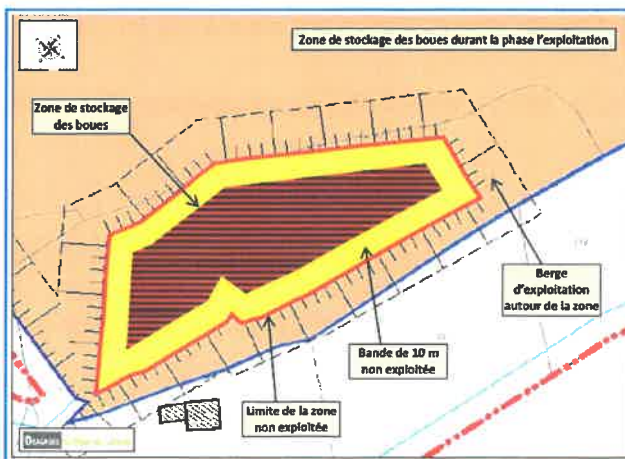 Zone de stockage des boues durant la phase l'exploitation
Zone de stockage
des boues
Berge
d'exploitation
autour de la zone
Bande de 10 m
non exploitée
Limite de la zone
non exploitée